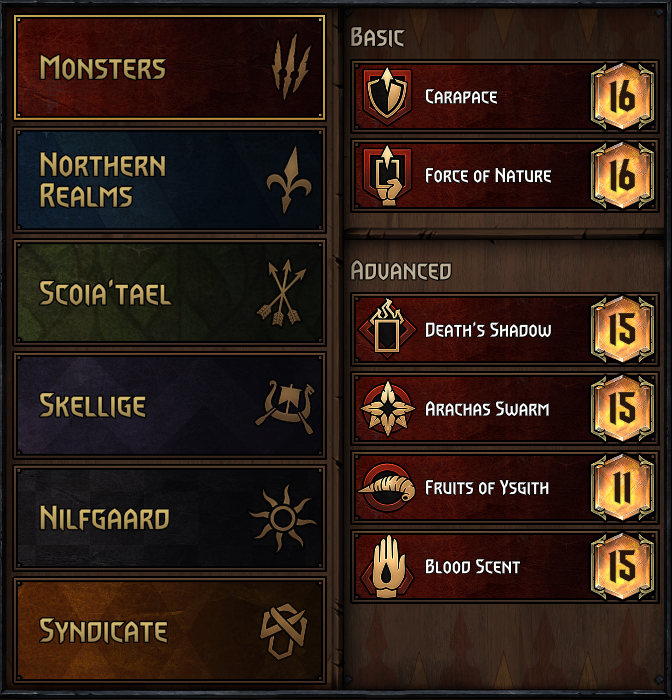 Monsters
Northern
Realms
Scoia'tael
Skellige
Nilfgaard
Syndicate
Basic
Carapace
16
Force of Nature
16
Advanced
Death's Shadow
15
Arachas Swarm
15
Fruits of Ysgith
11
Blood Scent
15